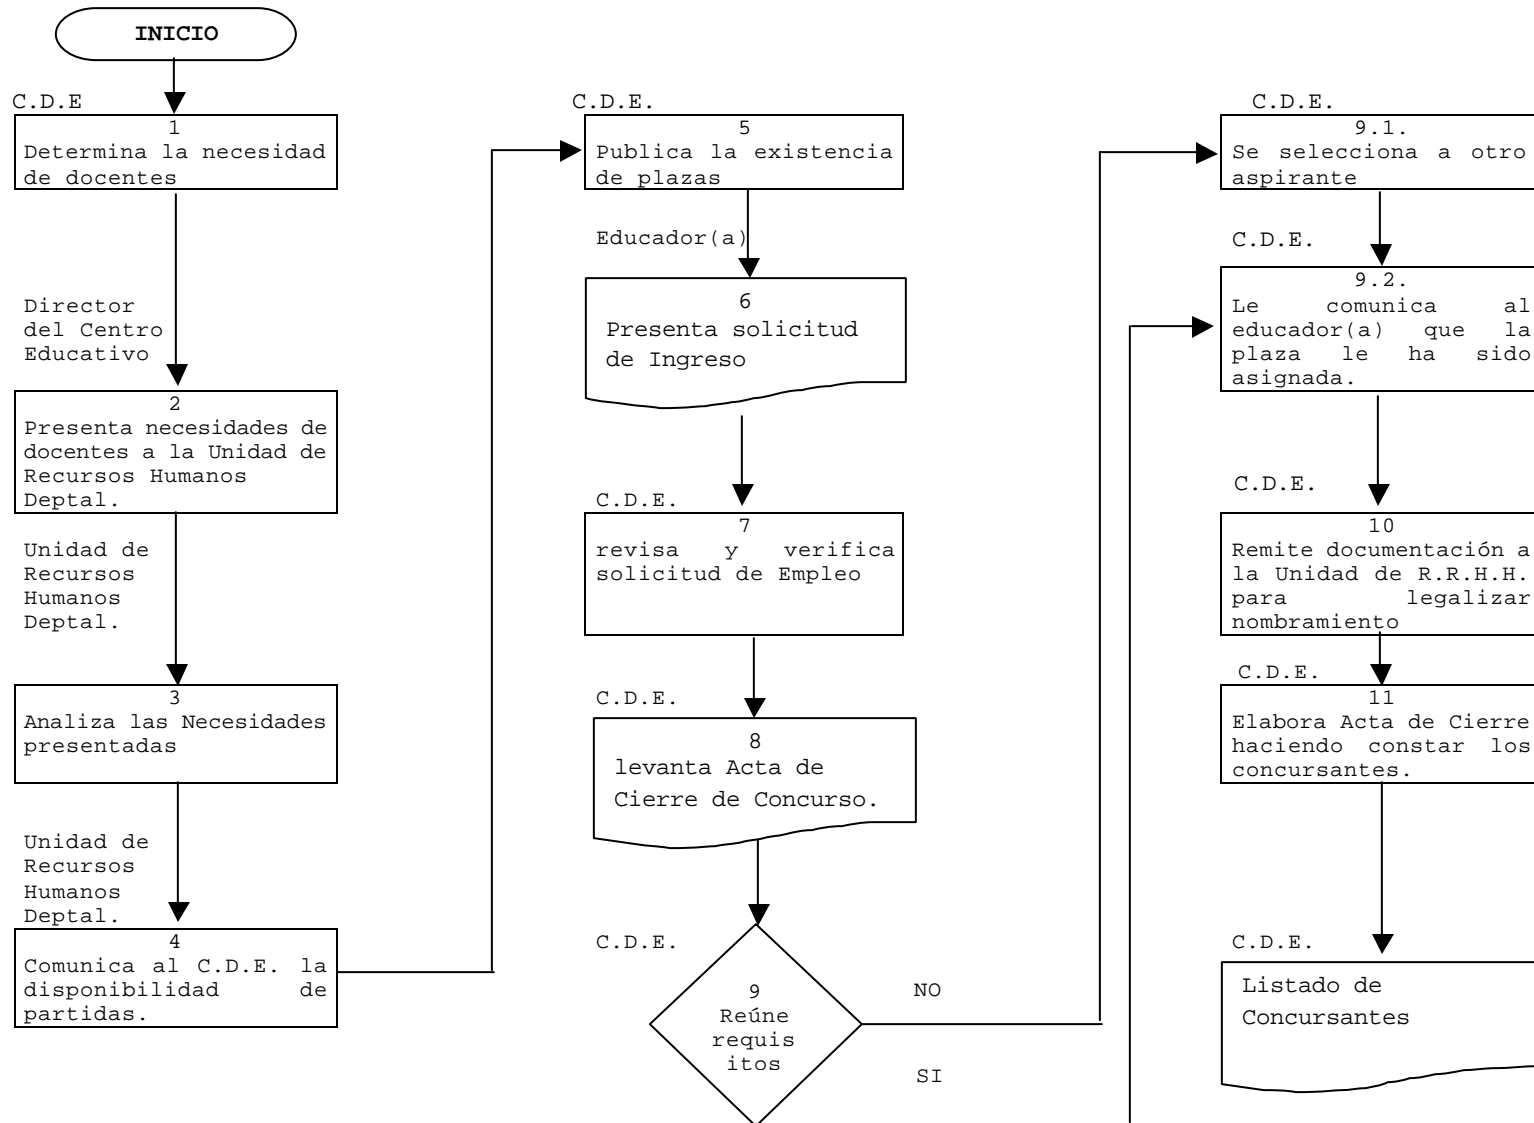 INICIO
C.D.E
1
Determina la necesidad
de docentes
Director
del Centro
Educativo
2
Presenta necesidades de
docentes a la Unidad de
Recursos Humanos
Deptal.
Unidad de
Recursos
Humanos
Deptal.
3
Analiza las Necesidades
presentadas
Unidad de
Recursos
Humanos
Deptal.
4
Comunica al C.D.E. la
disponibilidad de
partidas.
C.D.E.
5
Publica la existencia
de plazas
Educador(a)
6
Presenta solicitud
de Ingreso
C.D.E.
7
revisa y verifica
solicitud de Empleo
C.D.E.
8
levanta Acta de
Cierre de Concurso.
C.D.E.
9
Reúne
requis
itos
NO
SI
C.D.E.
9.1.
Se selecciona a otro
aspirante
C.D.E.
9.2.
Le comunica al
educador(a) que la
plaza le ha sido
asignada.
C.D.E.
10
Remite documentación a
la Unidad de R.R.H.H.
para legalizar
nombramiento
C.D.E.
11
Elabora Acta de Cierre
haciendo constar los
concursantes.
C.D.E.
Listado de
Concursantes